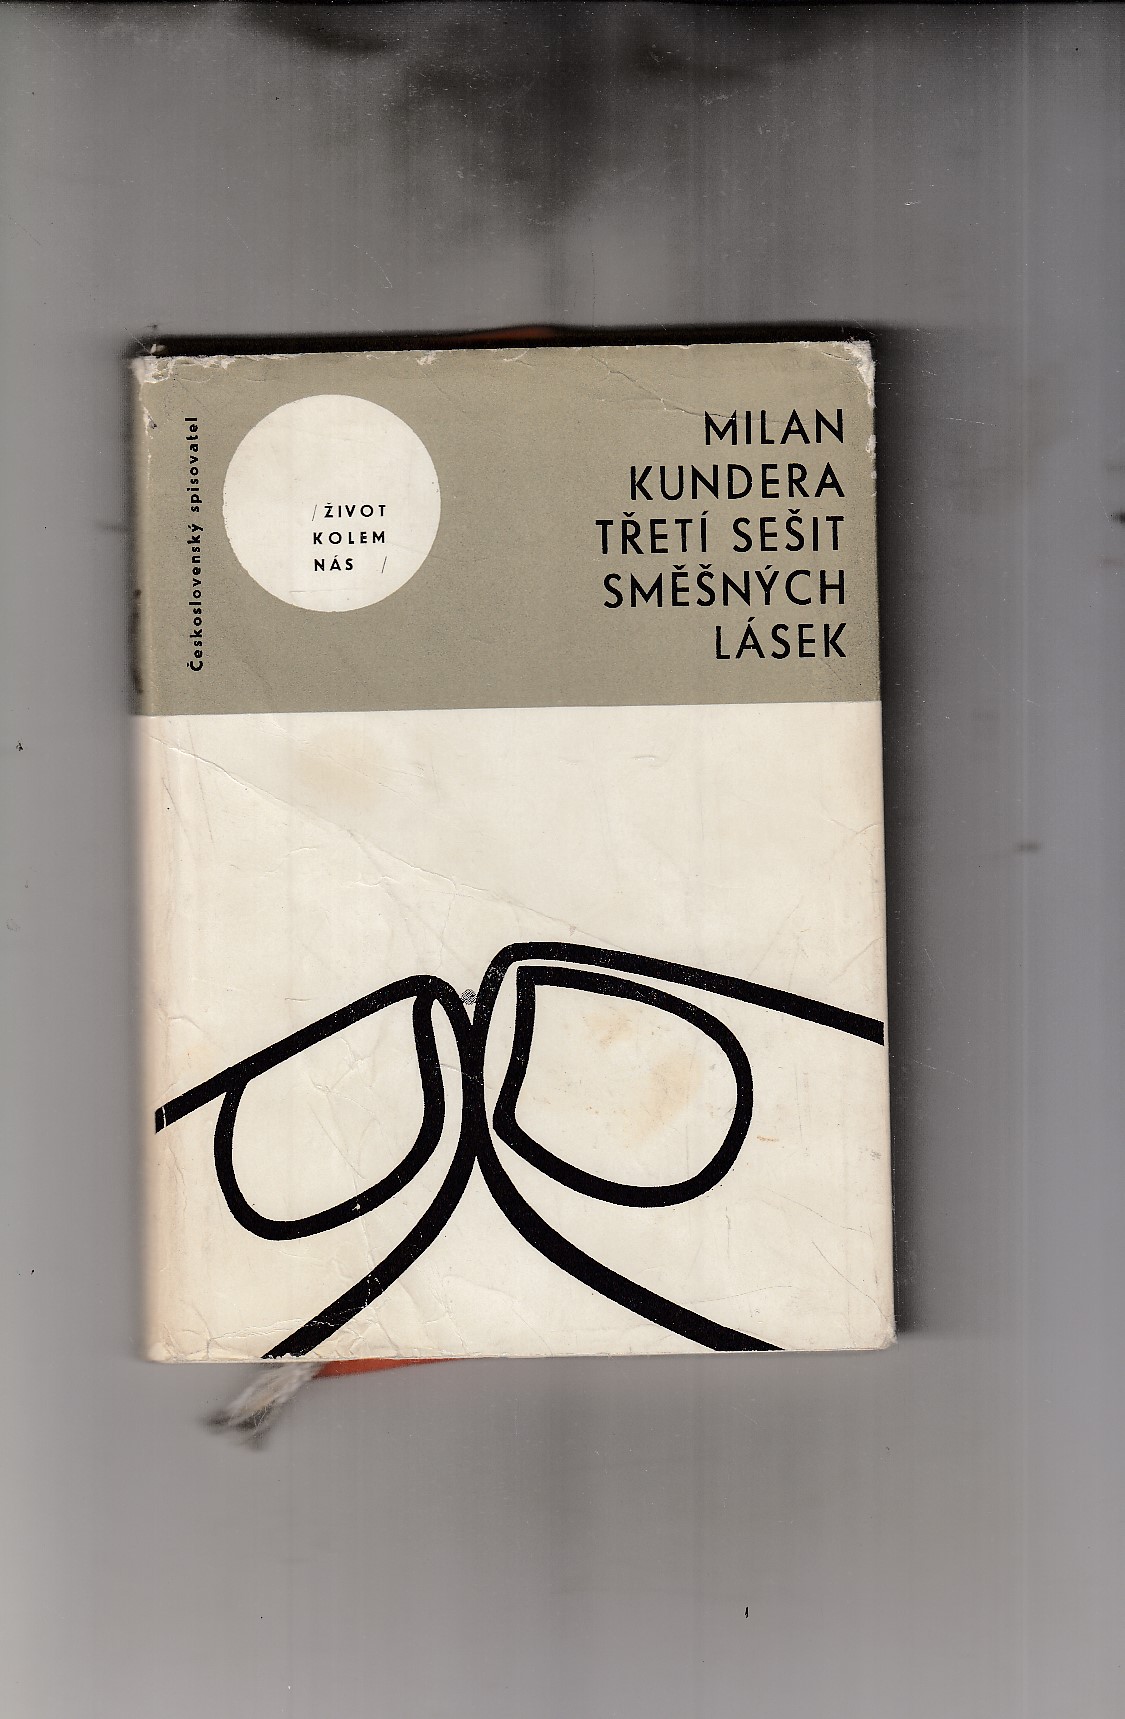 Československý spisovatel
/ŽIVOT
KOLEM
NÁS /
MILAN
KUNDERA
TŘETÍ SEŠIT
SMĚŠNÝCH
LÁSEK